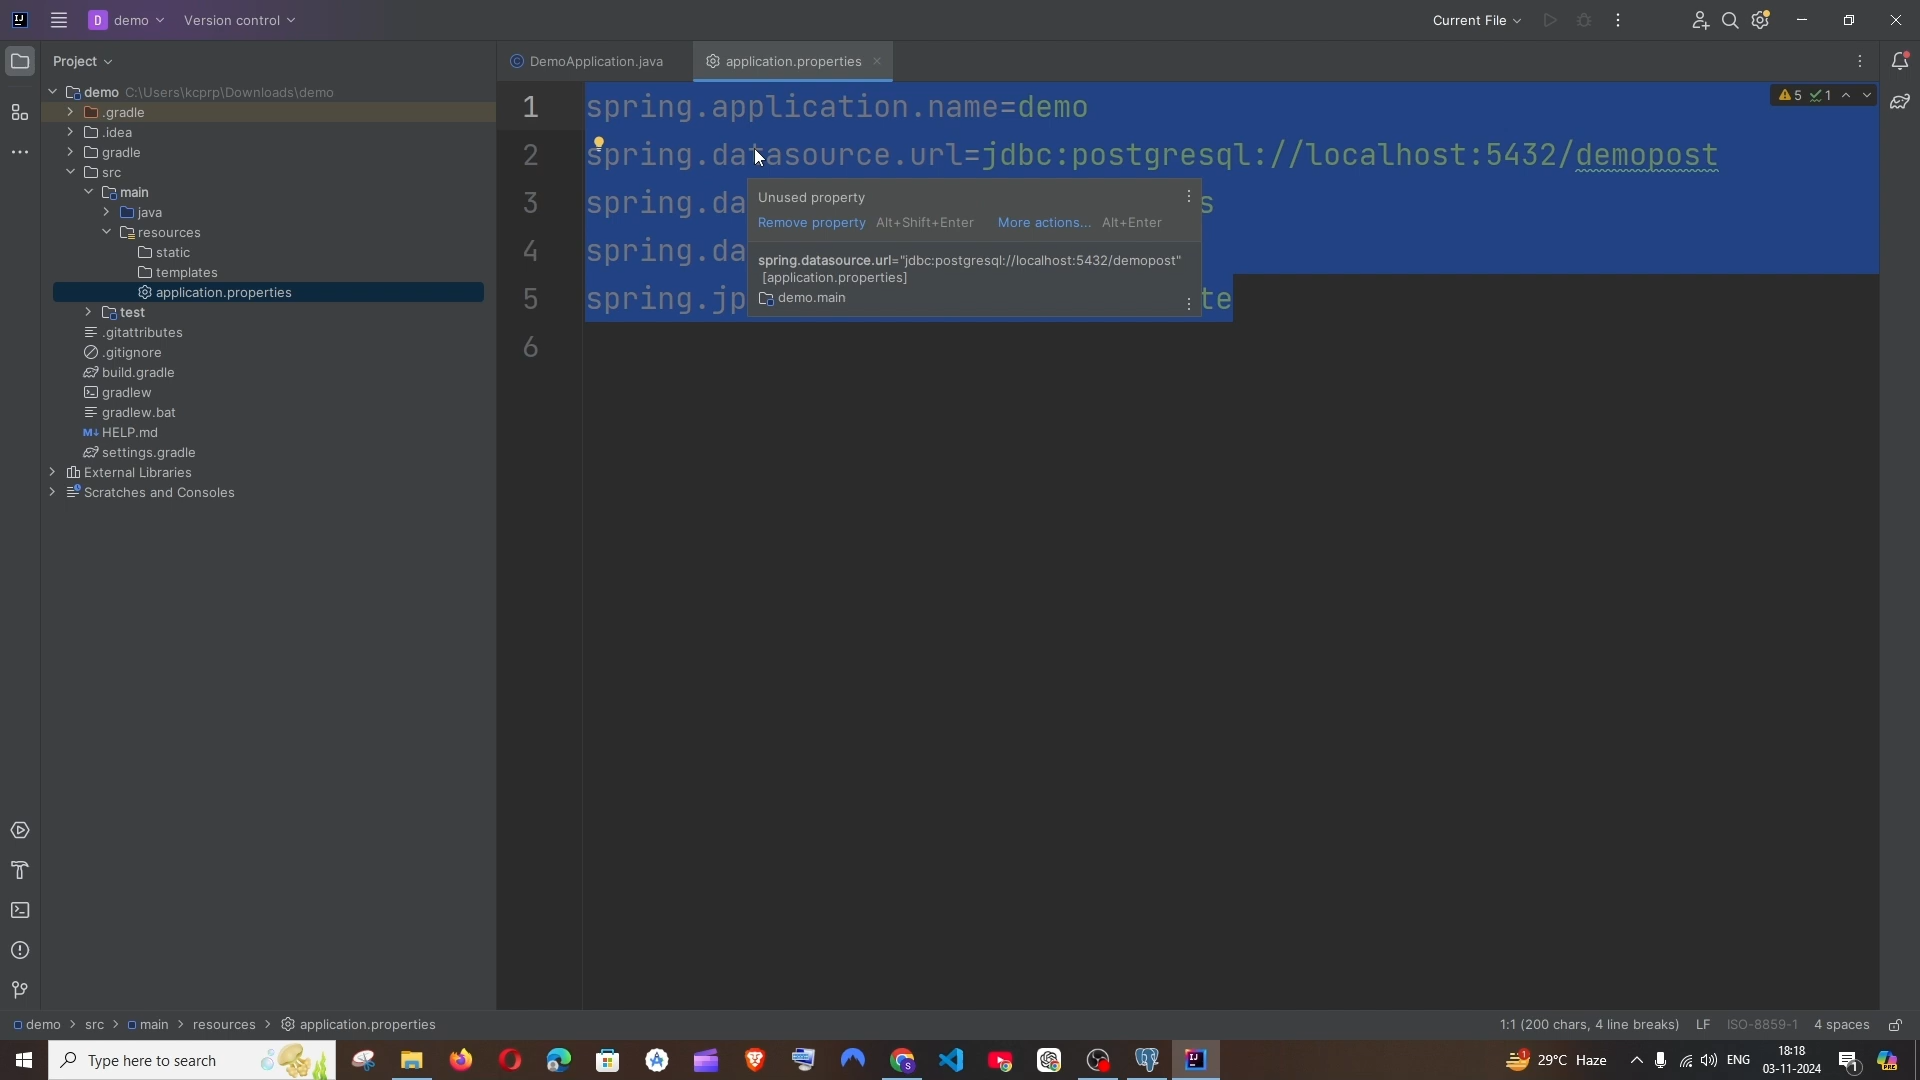 demo
Version control
Current File
Project
DemoApplication.java
application.properties
demo C:\Users\kcprp\Downloads\demo
.gradle
.idea
gradle
src
main
java
resources
static
templates
application.properties
test
.gitattributes
.gitignore
build.gradle
gradlew
gradlew.bat
M↓ HELP.md
settings.gradle
External Libraries
Scratches and Consoles
5 1
1 spring.application.name=demo
2 spring.datasource.url=jdbc:postgresql://localhost:5432/demopost
3 spring.da s
4 spring.da
5 spring.jp te
6
Unused property
Remove property Alt+Shift+Enter More actions... Alt+Enter
spring.datasource.url="jdbc:postgresql://localhost:5432/demopost"
[application.properties]
demo.main
demo > src > main > resources > application.properties
1:1 (200 chars, 4 line breaks) LF ISO-8859-1 4 spaces
Type here to search
29°C Haze
ENG
18:18
03-11-2024